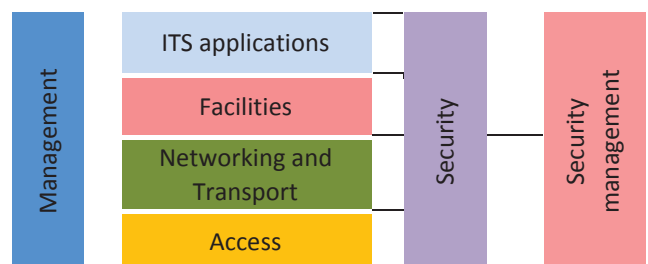 Management
ITS applications
Facilities
Networking and
Transport
Access
Security
Security
management